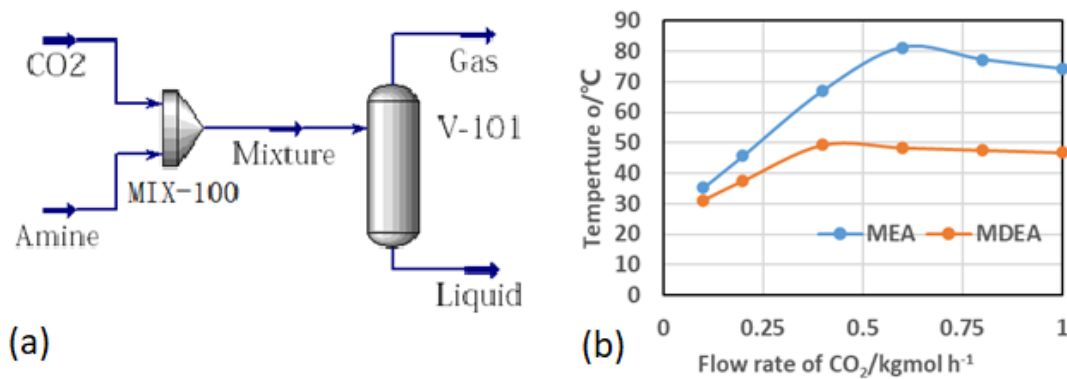 CO2
Amine
MIX-100
Mixture
Gas
V-101
Liquid
(a)
Temperture o/℃
90
80
70
60
50
40
30
20
10
0
MEA
MDEA
0
0.25
0.5
0.75
1
Flow rate of CO₂/kgmol h⁻¹
(b)